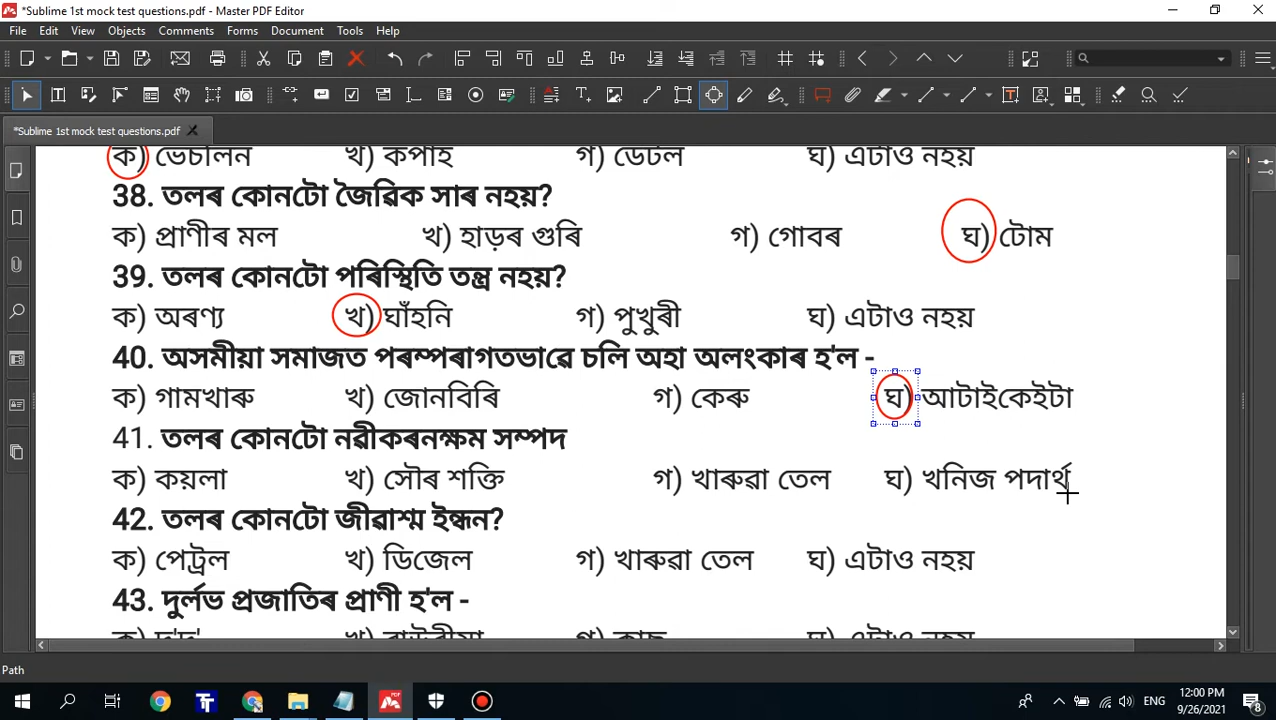 *Sublime 1st mock test questions.pdf - Master PDF Editor
File Edit View Objects Comments Forms Document Tools Help
*Sublime 1st mock test questions.pdf
ক) ভেচলিন খ) কপাহ গ) ডেটল ঘ) এটাও নহয়
38. তলৰ কোনটো জৈৱিক সাৰ নহয়?
ক) প্ৰাণীৰ মল খ) হাড়ৰ গুৰি গ) গোবৰ ঘ) টোম
39. তলৰ কোনটো পৰিস্থিতি তন্ত্ৰ নহয়?
ক) অৰণ্য খ) ঘাঁহনি গ) পুখুৰী ঘ) এটাও নহয়
40. অসমীয়া সমাজত পৰম্পৰাগতভাৱে চলি অহা অলংকাৰ হ'ল -
ক) গামখাৰু খ) জোনবিৰি গ) কেৰু ঘ) আটাইকেইটা
41. তলৰ কোনটো নৱীকৰনক্ষম সম্পদ
ক) কয়লা খ) সৌৰ শক্তি গ) খাৰুৱা তেল ঘ) খনিজ পদাৰ্থ
42. তলৰ কোনটো জীৱাশ্ম ইন্ধন?
ক) পেট্ৰল খ) ডিজেল গ) খাৰুৱা তেল ঘ) এটাও নহয়
43. দুৰ্লভ প্ৰজাতিৰ প্ৰাণী হ'ল -
ঘ) এটাও নহয়
Path
ENG
12:00 PM
9/26/2021
8